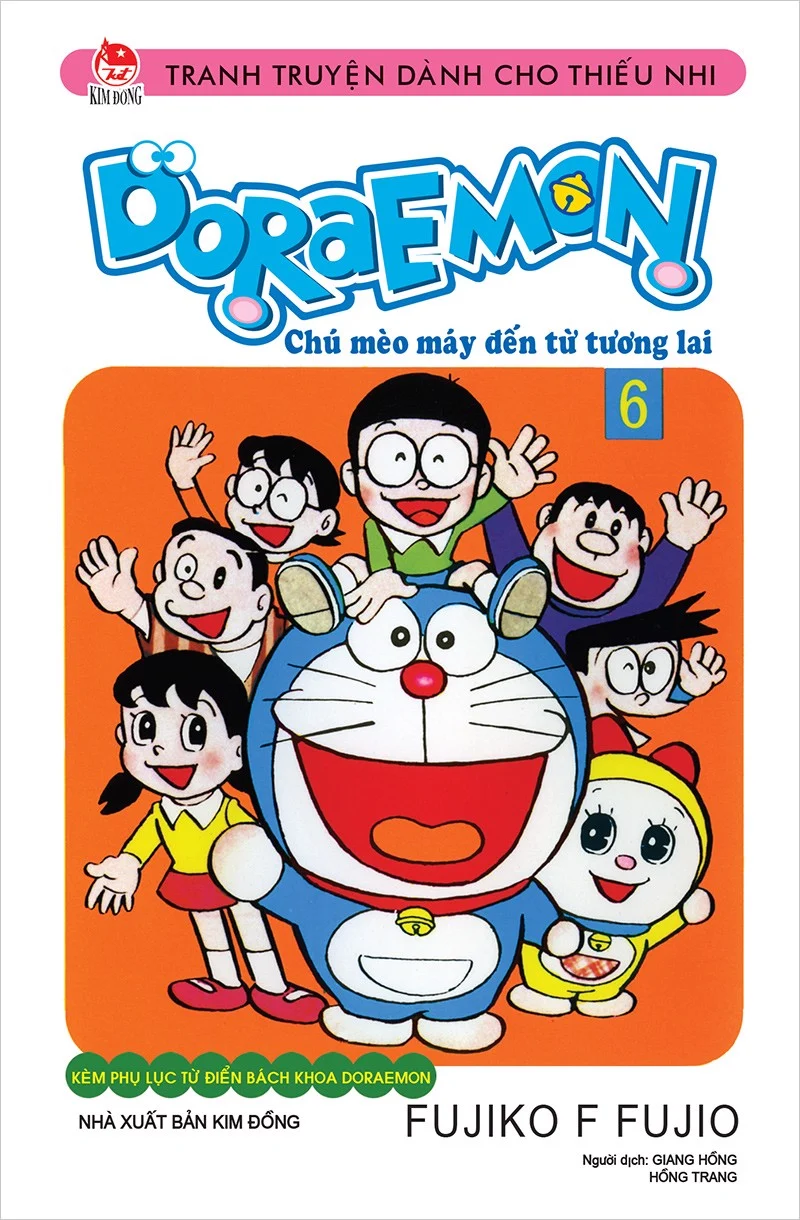 KIM ĐỒNG
TRANH TRUYỆN DÀNH CHO THIẾU NHI
DORAEMON
Chú mèo máy đến từ tương lai
6
KÈM PHỤ LỤC TỪ ĐIỂN BÁCH KHOA DORAEMON
NHÀ XUẤT BẢN KIM ĐỒNG
FUJIKO F FUJIO
Người dịch: GIANG HỒNG
HỒNG TRANG